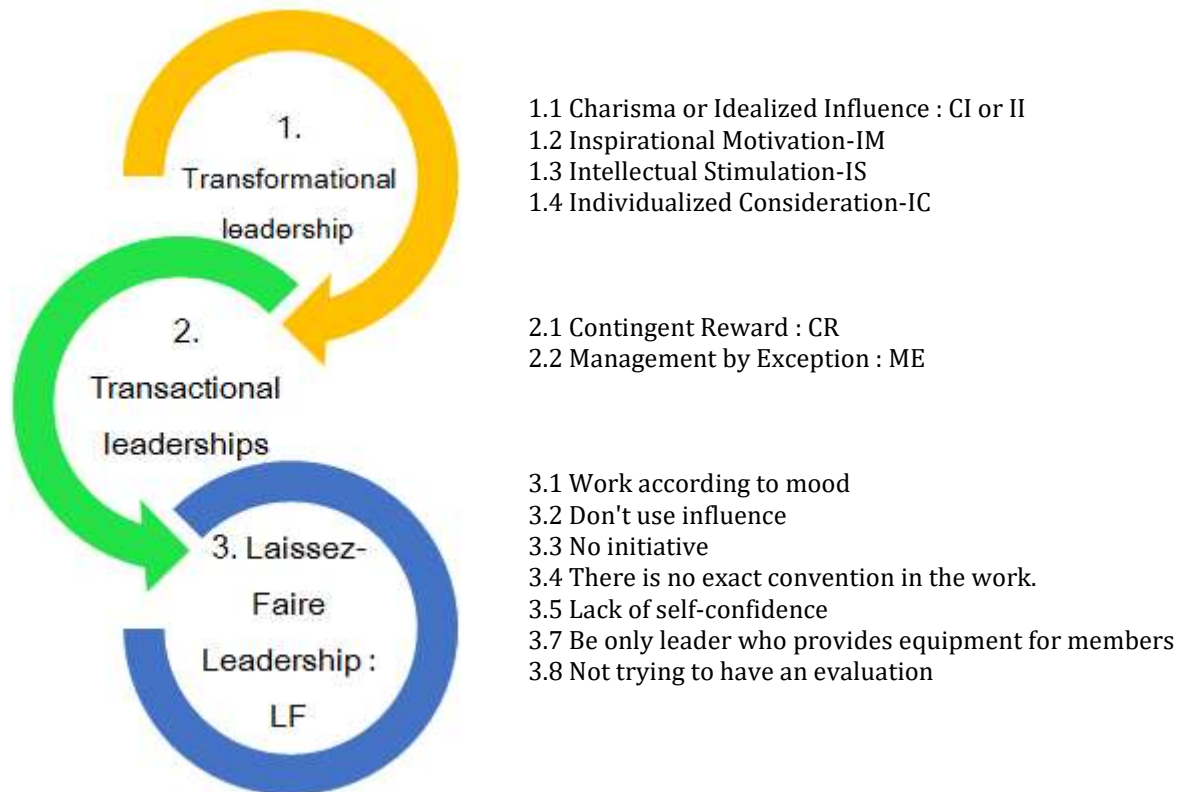 1.
Transformational
leadership
1.1 Charisma or Idealized Influence : CI or II
1.2 Inspirational Motivation-IM
1.3 Intellectual Stimulation-IS
1.4 Individualized Consideration-IC
2.
Transactional
leaderships
2.1 Contingent Reward : CR
2.2 Management by Exception : ME
3. Laissez-
Faire
Leadership :
LF
3.1 Work according to mood
3.2 Don't use influence
3.3 No initiative
3.4 There is no exact convention in the work.
3.5 Lack of self-confidence
3.7 Be only leader who provides equipment for members
3.8 Not trying to have an evaluation